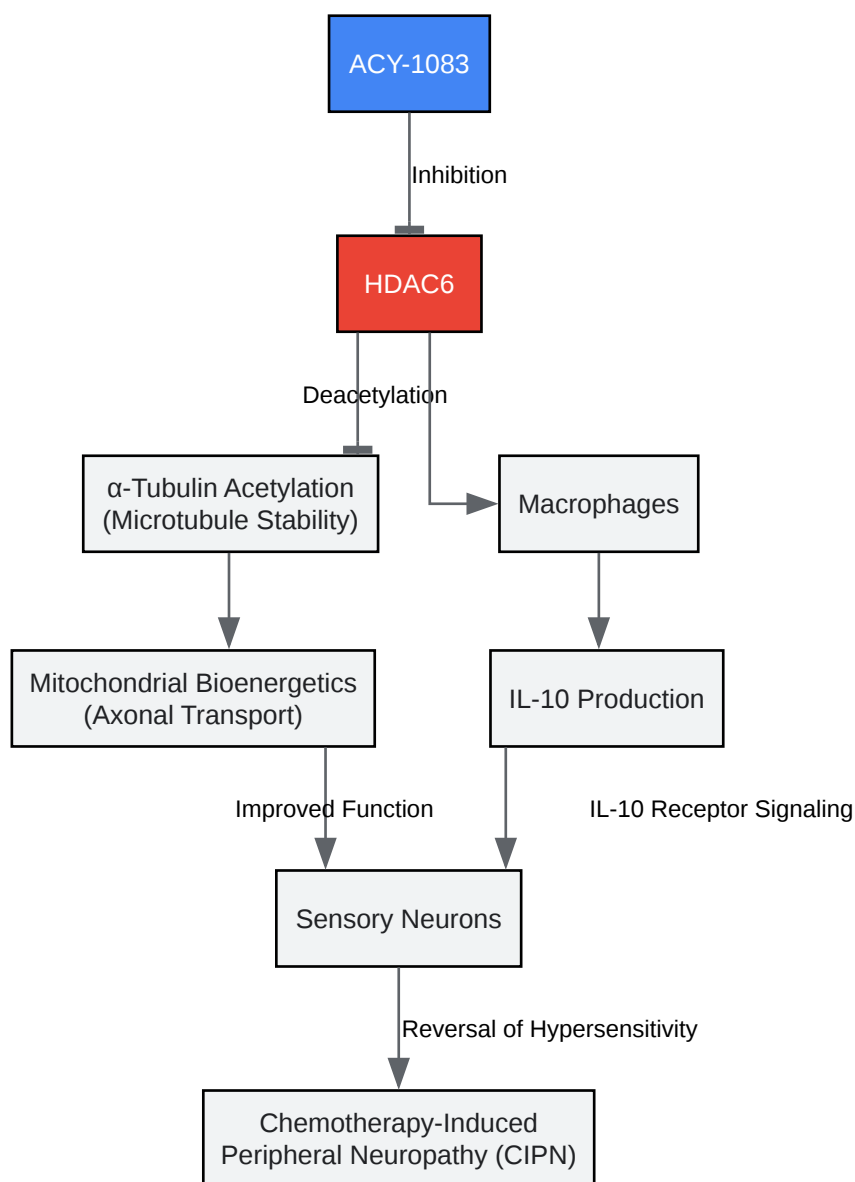 ACY-1083
Inhibition
HDAC6
Deacetylation
α-Tubulin Acetylation
(Microtubule Stability)
Macrophages
Mitochondrial Bioenergetics
(Axonal Transport)
IL-10 Production
Improved Function
IL-10 Receptor Signaling
Sensory Neurons
Reversal of Hypersensitivity
Chemotherapy-Induced
Peripheral Neuropathy (CIPN)